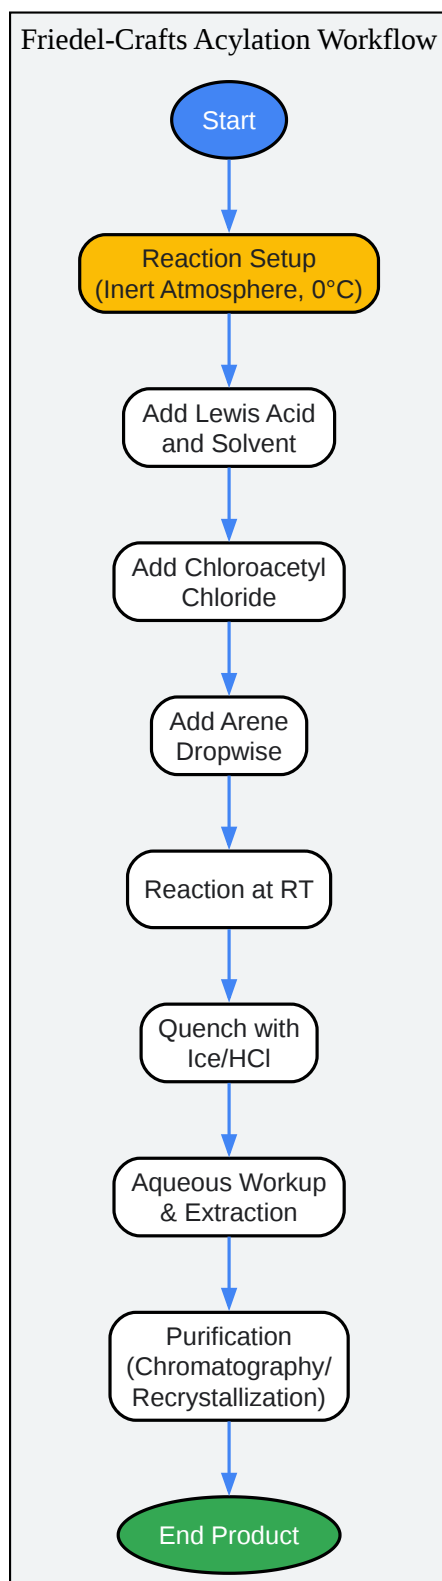 Friedel-Crafts Acylation Workflow
Start
Reaction Setup
(Inert Atmosphere, 0°C)
Add Lewis Acid
and Solvent
Add Chloroacetyl
Chloride
Add Arene
Dropwise
Reaction at RT
Quench with
Ice/HCl
Aqueous Workup
& Extraction
Purification
(Chromatography/
Recrystallization)
End Product